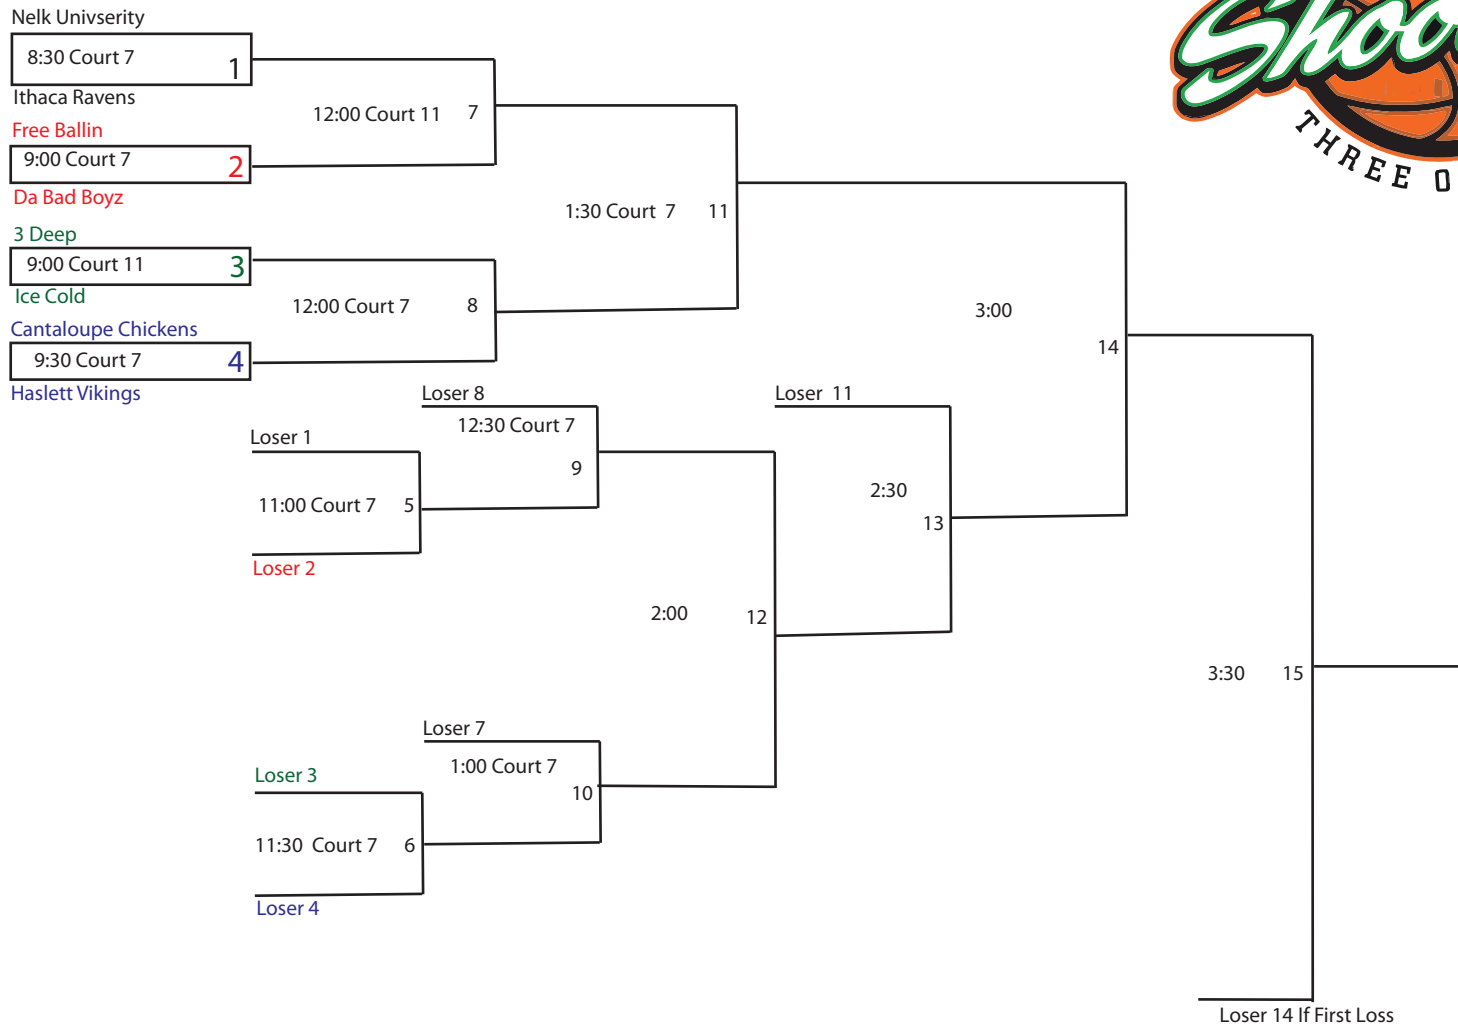 Nelk Univserity
8:30 Court 7
1
Ithaca Ravens
Free Ballin
9:00 Court 7
2
Da Bad Boyz
3 Deep
9:00 Court 11
3
Ice Cold
Cantaloupe Chickens
9:30 Court 7
4
Haslett Vikings
12:00 Court 11
7
12:00 Court 7
8
1:30 Court 7
11
3:00
14
THREE O
Loser 8
12:30 Court 7
9
Loser 1
11:00 Court 7
5
Loser 2
Loser 11
2:30
13
2:00
12
Loser 7
1:00 Court 7
10
Loser 3
11:30 Court 7
6
Loser 4
3:30
15
Loser 14 If First Loss